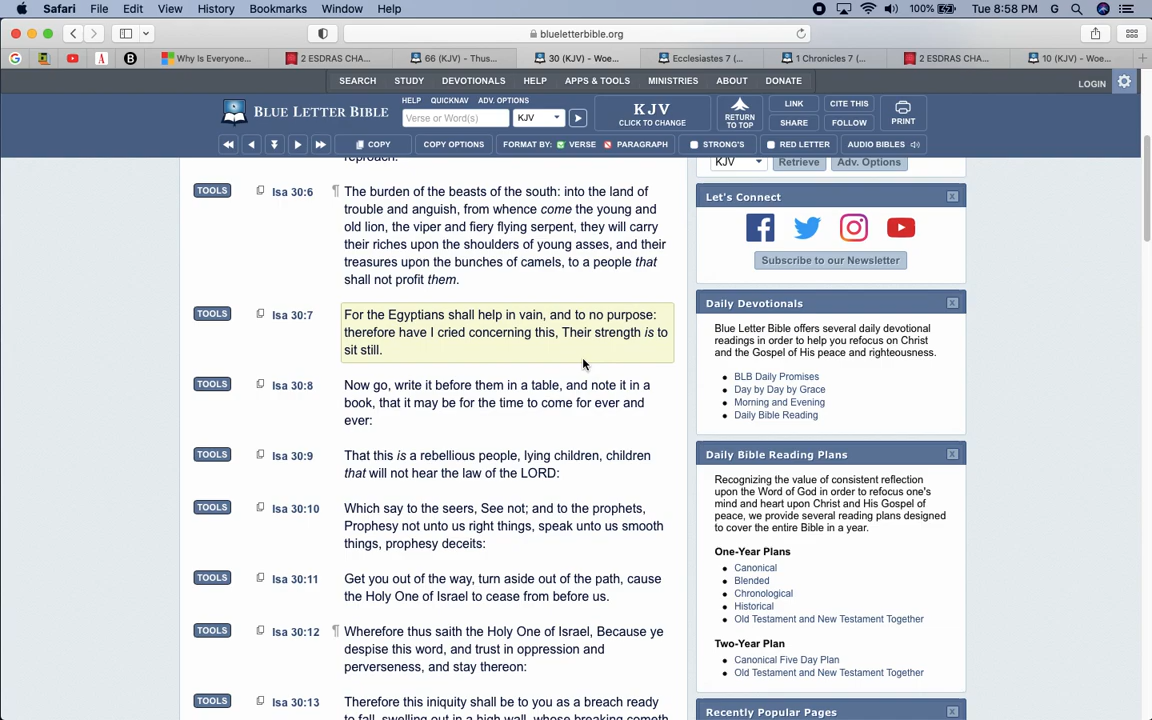 Safari File Edit View History Bookmarks Window Help 100% Tue 8:58 PM G
blueletterbible.org
Why Is Everyone... 2 ESDRAS CHA... 66 (KJV) - Thus... 30 (KJV) - Woe... Ecclesiastes 7 (... 1 Chronicles 7 (... 2 ESDRAS CHA... 10 (KJV) - Woe...
SEARCH STUDY DEVOTIONALS HELP APPS & TOOLS MINISTRIES ABOUT DONATE LOGIN
BLUE LETTER BIBLE
HELP QUICKNAV ADV. OPTIONS
Verse or Word(s) KJV
KJV
CLICK TO CHANGE
RETURN
TO TOP
LINK CITE THIS
SHARE FOLLOW
PRINT
COPY COPY OPTIONS FORMAT BY: VERSE PARAGRAPH STRONG'S RED LETTER AUDIO BIBLES
reproach.
TOOLS Isa 30:6 ¶ The burden of the beasts of the south: into the land of
trouble and anguish, from whence come the young and
old lion, the viper and fiery flying serpent, they will carry
their riches upon the shoulders of young asses, and their
treasures upon the bunches of camels, to a people that
shall not profit them.
TOOLS Isa 30:7 For the Egyptians shall help in vain, and to no purpose:
therefore have I cried concerning this, Their strength is to
sit still.
TOOLS Isa 30:8 Now go, write it before them in a table, and note it in a
book, that it may be for the time to come for ever and
ever:
TOOLS Isa 30:9 That this is a rebellious people, lying children, children
that will not hear the law of the LORD:
TOOLS Isa 30:10 Which say to the seers, See not; and to the prophets,
Prophesy not unto us right things, speak unto us smooth
things, prophesy deceits:
TOOLS Isa 30:11 Get you out of the way, turn aside out of the path, cause
the Holy One of Israel to cease from before us.
TOOLS Isa 30:12 ¶ Wherefore thus saith the Holy One of Israel, Because ye
despise this word, and trust in oppression and
perverseness, and stay thereon:
TOOLS Isa 30:13 Therefore this iniquity shall be to you as a breach ready
to fall, swelling out in a high wall, whose breaking cometh
KJV Retrieve Adv. Options
Let's Connect
Subscribe to our Newsletter
Daily Devotionals
Blue Letter Bible offers several daily devotional
readings in order to help you refocus on Christ
and the Gospel of His peace and righteousness.
BLB Daily Promises
Day by Day by Grace
Morning and Evening
Daily Bible Reading
Daily Bible Reading Plans
Recognizing the value of consistent reflection
upon the Word of God in order to refocus one's
mind and heart upon Christ and His Gospel of
peace, we provide several reading plans designed
to cover the entire Bible in a year.
One-Year Plans
Canonical
Blended
Chronological
Historical
Old Testament and New Testament Together
Two-Year Plan
Canonical Five Day Plan
Old Testament and New Testament Together
Recently Popular Pages